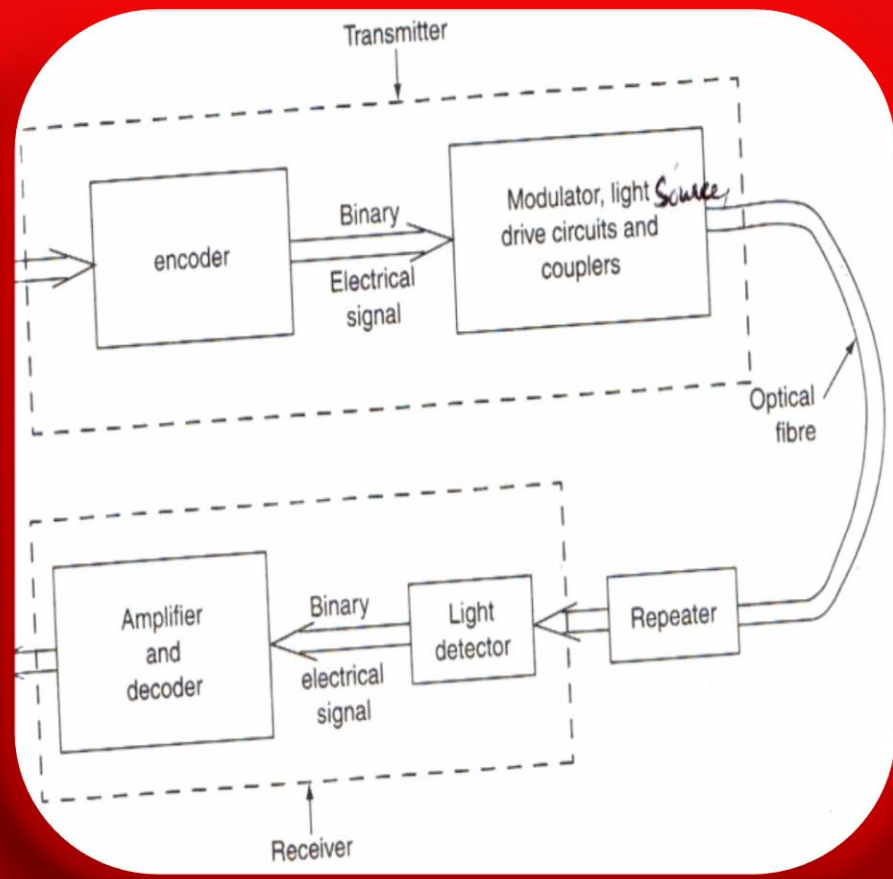 Transmitter
encoder
Binary
Electrical
signal
Modulator, light Source,
drive circuits and
couplers
Optical
fibre
Repeater
Light
detector
Binary
electrical
signal
Amplifier
and
decoder
Receiver